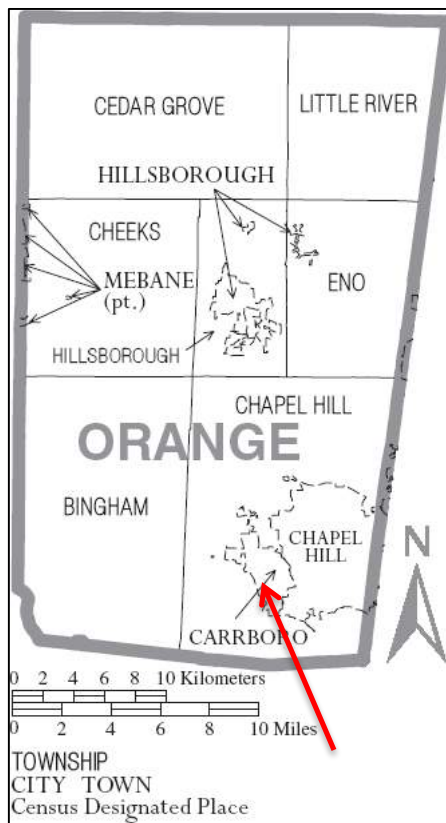 CEDAR GROVE
LITTLE RIVER
HILLSBOROUGH
CHEEKS
MEBANE
(pt.)
ENO
HILLSBOROUGH
CHAPEL HILL
ORANGE
BINGHAM
CHAPEL
HILL
N
CARRBORO
0 2 4 6 8 10 Kilometers
0 2 4 6 8 10 Miles
TOWNSHIP
CITY TOWN
Census Designated Place